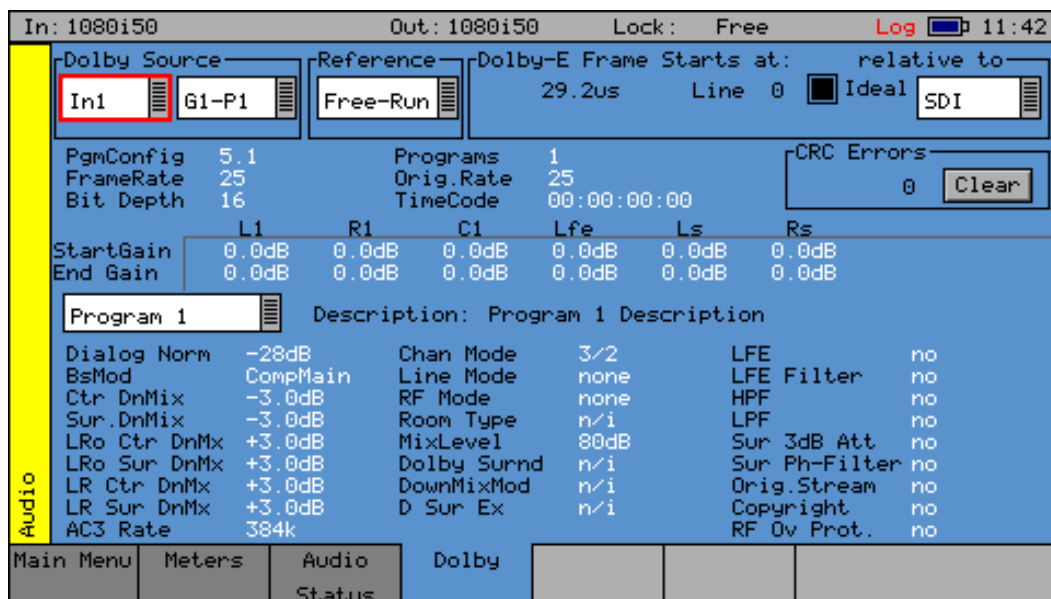 In: 1080i50 Out: 1080i50 Lock: Free Log 11:42
Dolby Source Reference Dolby-E Frame Starts at: relative to
In1 G1-P1 Free-Run 29.2us Line 0 Ideal SDI
PgmConfig 5.1 Programs 1 CRC Errors
FrameRate 25 Orig.Rate 25 0 Clear
Bit Depth 16 TimeCode 00:00:00:00
L1 R1 C1 Lfe Ls Rs
StartGain 0.0dB 0.0dB 0.0dB 0.0dB 0.0dB 0.0dB
End Gain 0.0dB 0.0dB 0.0dB 0.0dB 0.0dB 0.0dB
Program 1 Description: Program 1 Description
Dialog Norm -28dB Chan Mode 3/2 LFE no
BsMod CompMain Line Mode none LFE Filter no
Ctr DnMix -3.0dB RF Mode none HPF no
Sur.DnMix -3.0dB Room Type n/i LPF no
LRo Ctr DnMx +3.0dB MixLevel 80dB Sur 3dB Att no
LRo Sur DnMx +3.0dB Dolby Surnd n/i Sur Ph-Filter no
LR Ctr DnMx +3.0dB DownMixMod n/i Orig.Stream no
LR Sur DnMx +3.0dB D Sur Ex n/i Copyright no
AC3 Rate 384k RF Ov Prot. no
Audio
Main Menu Meters Audio Status Dolby